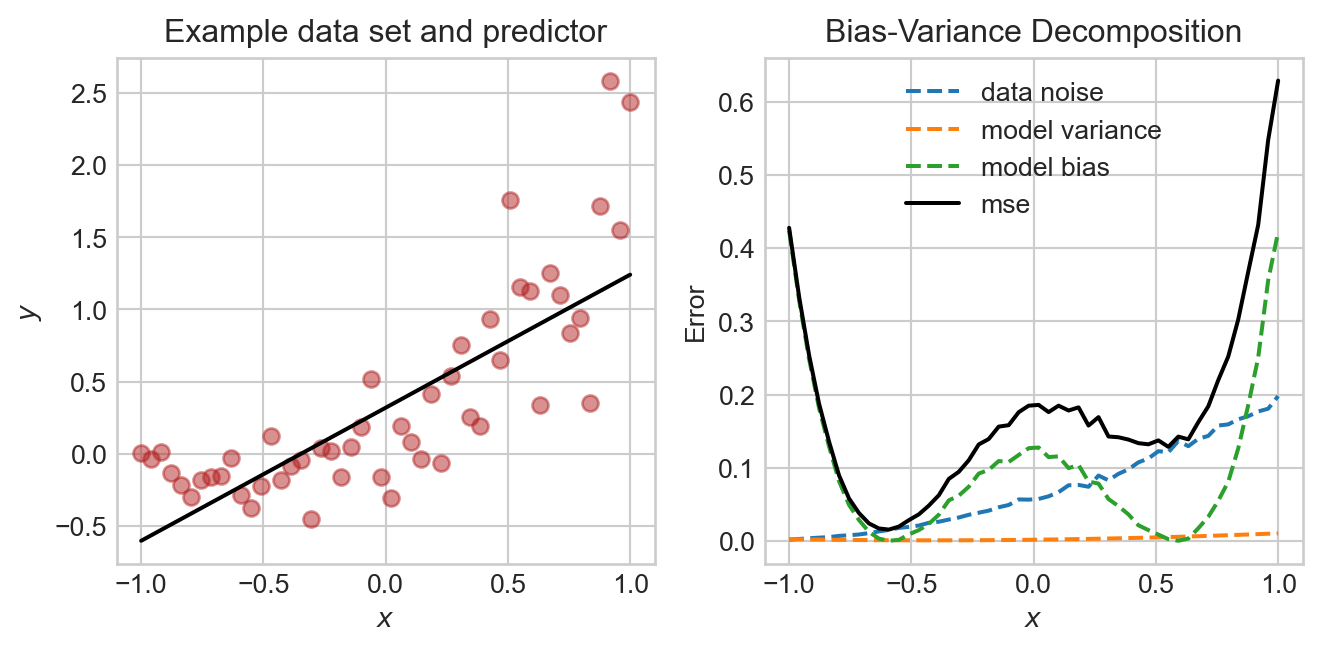 Example data set and predictor
2.5
2.0
1.5
1.0
0.5
0.0
−0.5
y
−1.0 −0.5 0.0 0.5 1.0
x
Bias-Variance Decomposition
data noise
model variance
model bias
mse
0.6
0.5
0.4
0.3
0.2
0.1
0.0
Error
−1.0 −0.5 0.0 0.5 1.0
x